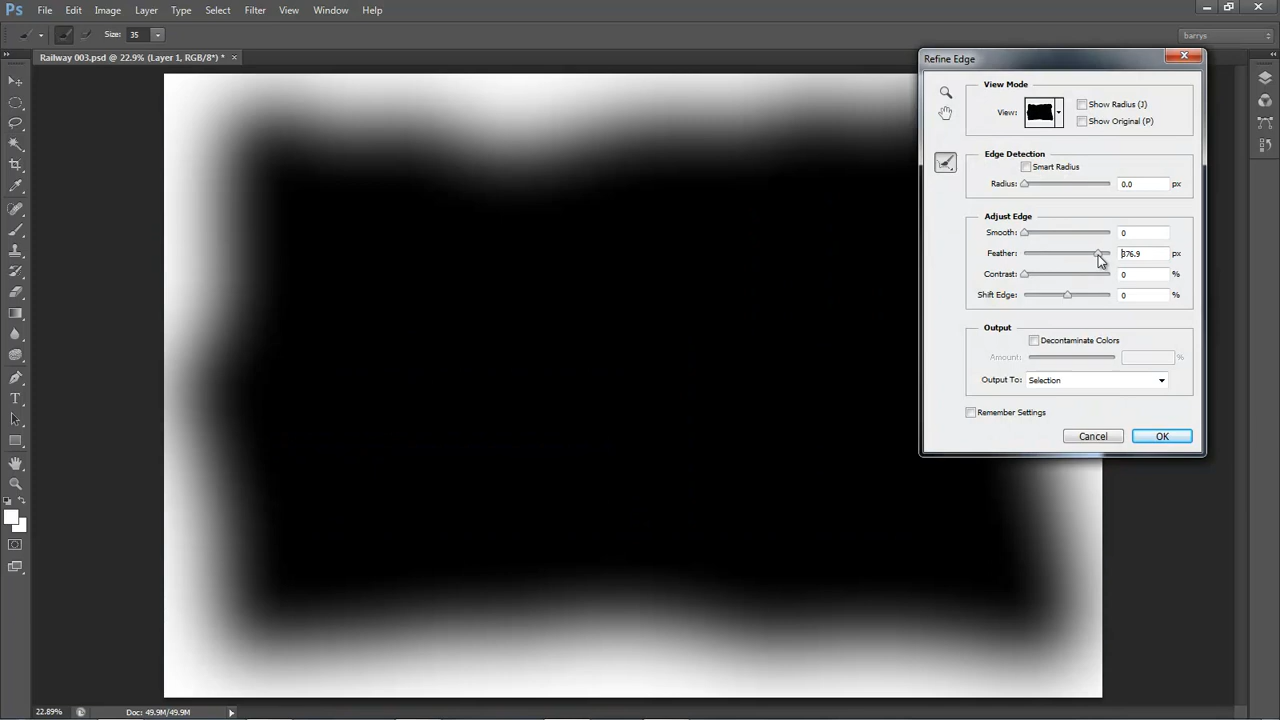 Ps File Edit Image Layer Type Select Filter View Window Help
Size: 35 barrys
Railway 003.psd @ 22.9% (Layer 1, RGB/8*) * ×
Refine Edge
View Mode
View: Show Radius (J)
Show Original (P)
Edge Detection
Smart Radius
Radius: 0.0 px
Adjust Edge
Smooth: 0
Feather: 376.9 px
Contrast: 0 %
Shift Edge: 0 %
Output
Decontaminate Colors
Amount: %
Output To: Selection
Remember Settings
Cancel OK
22.89% Doc: 49.9M/49.9M